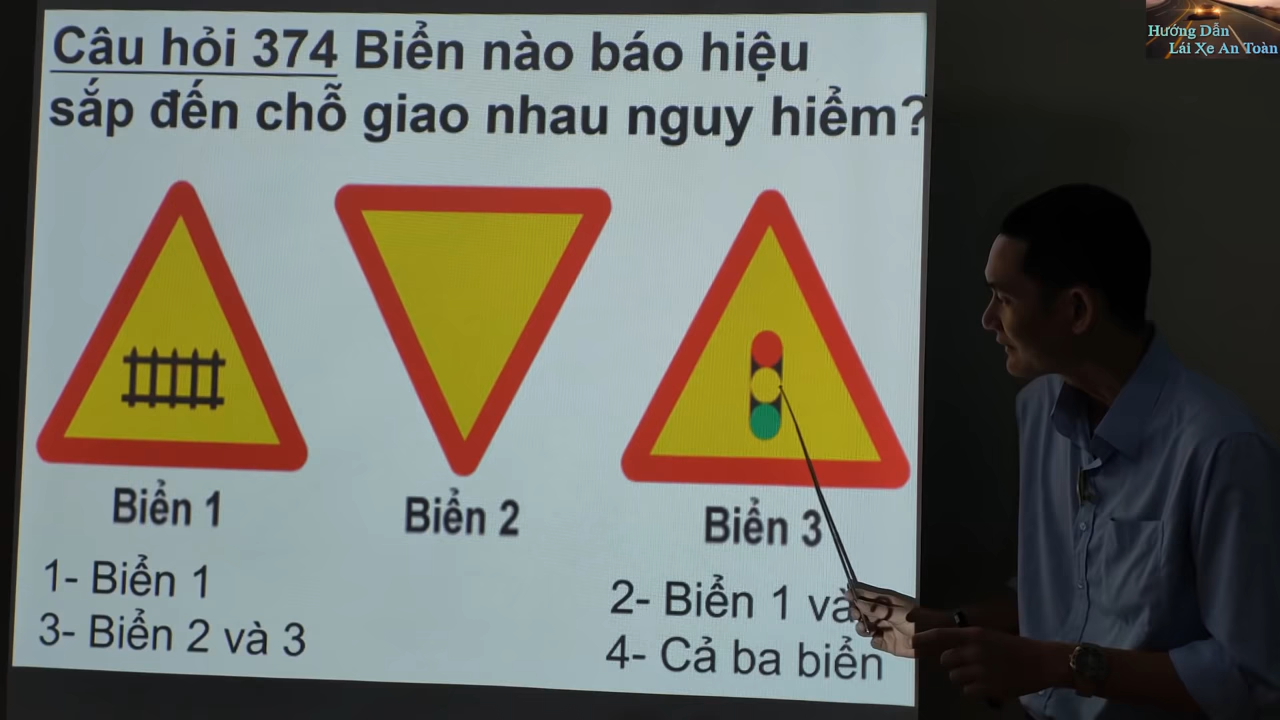 Hướng Dẫn
Lái Xe An Toàn
Câu hỏi 374 Biển nào báo hiệu
sắp đến chỗ giao nhau nguy hiểm?
Biển 1
Biển 2
Biển 3
1- Biển 1
2- Biển 1 và
3- Biển 2 và 3
4- Cả ba biển